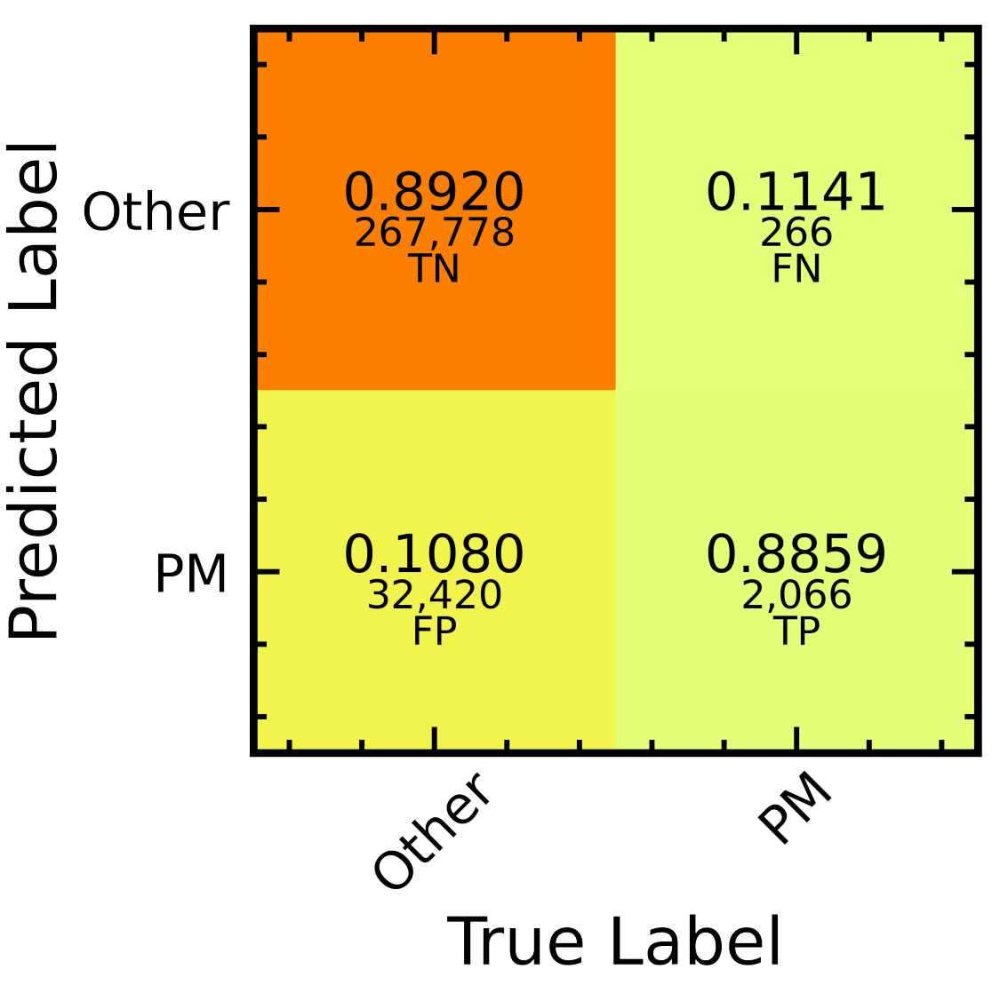 Predicted Label
Other
0.8920
267,778
TN
0.1141
266
FN
PM
0.1080
32,420
FP
0.8859
2,066
TP
Other
PM
True Label